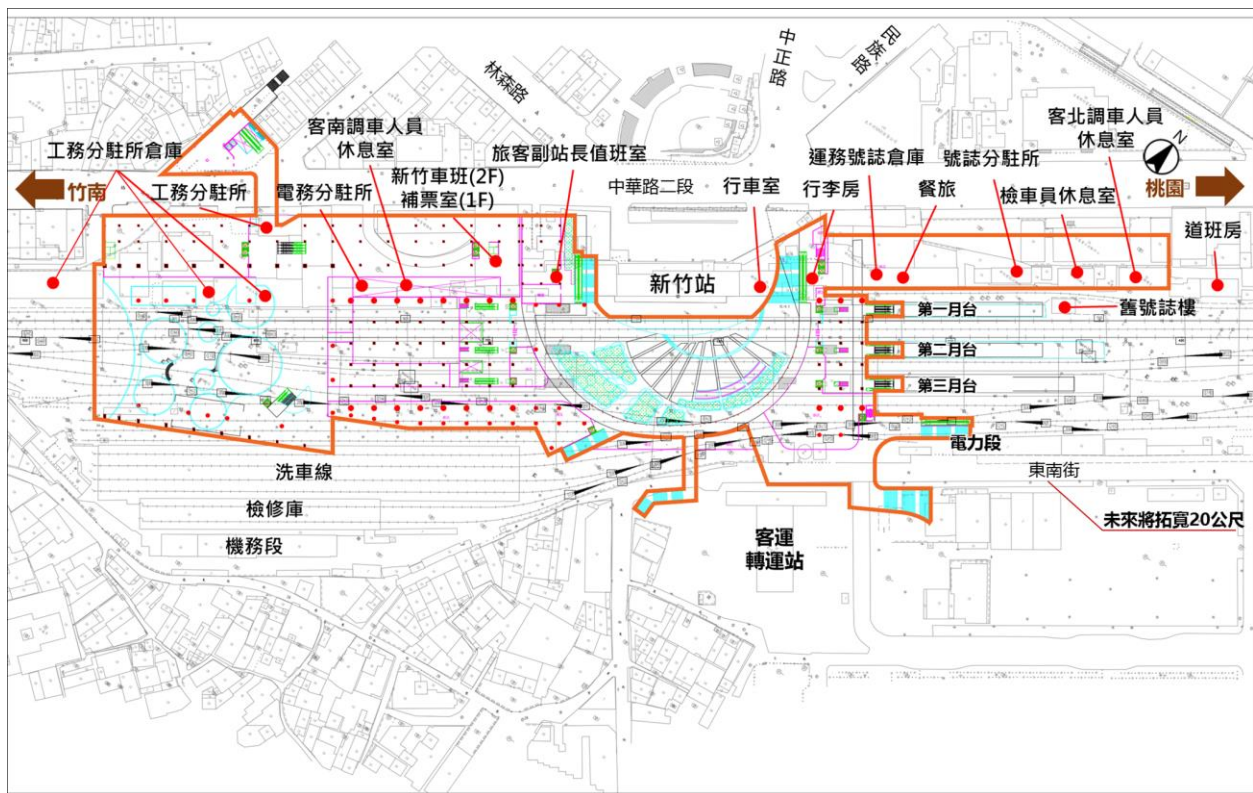 中正路
民族路
林森路
客南調車人員
休息室
客北調車人員
休息室
N
工務分駐所倉庫
旅客副站長值班室
運務號誌倉庫
號誌分駐所
竹南
工務分駐所
電務分駐所
新竹車班(2F)
補票室(1F)
中華路二段
行車室
行李房
餐旅
檢車員休息室
桃園
道班房
新竹站
第一月台
舊號誌樓
第二月台
第三月台
電力段
洗車線
東南街
檢修庫
未來將拓寬20公尺
機務段
客運
轉運站